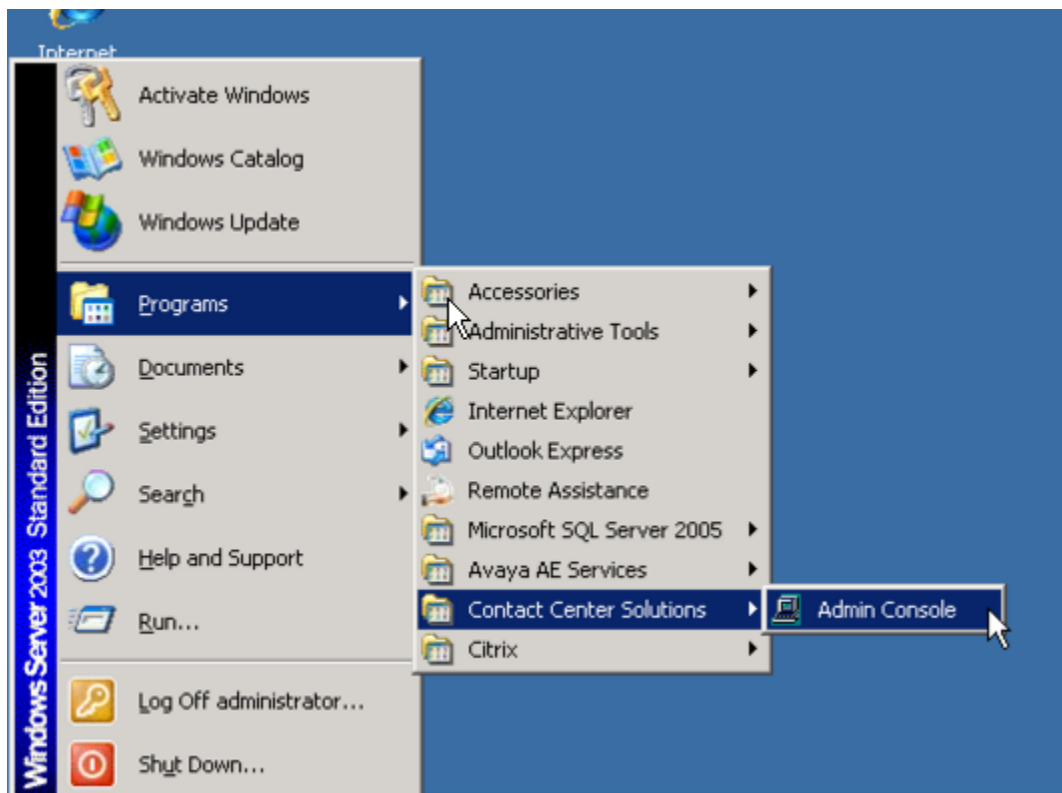 Internet
Activate Windows
Windows Catalog
Windows Update
Programs
Documents
Settings
Search
Help and Support
Run...
Log Off administrator...
Shut Down...
Windows Server 2003 Standard Edition
Accessories
Administrative Tools
Startup
Internet Explorer
Outlook Express
Remote Assistance
Microsoft SQL Server 2005
Avaya AE Services
Contact Center Solutions
Citrix
Admin Console